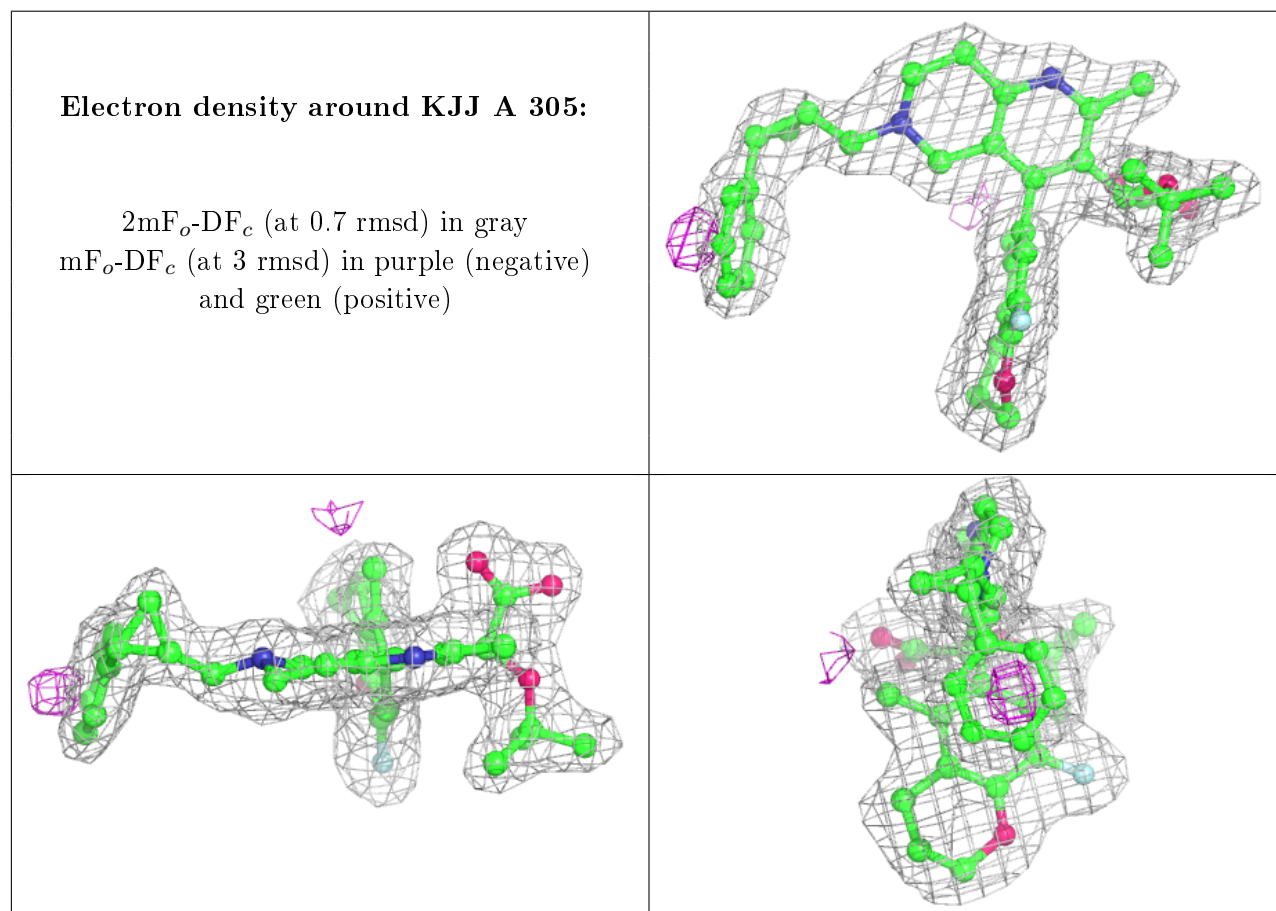 Electron density around KJJ A 305:
2mFₒ-DF𝒸 (at 0.7 rmsd) in gray
mFₒ-DF𝒸 (at 3 rmsd) in purple (negative)
and green (positive)